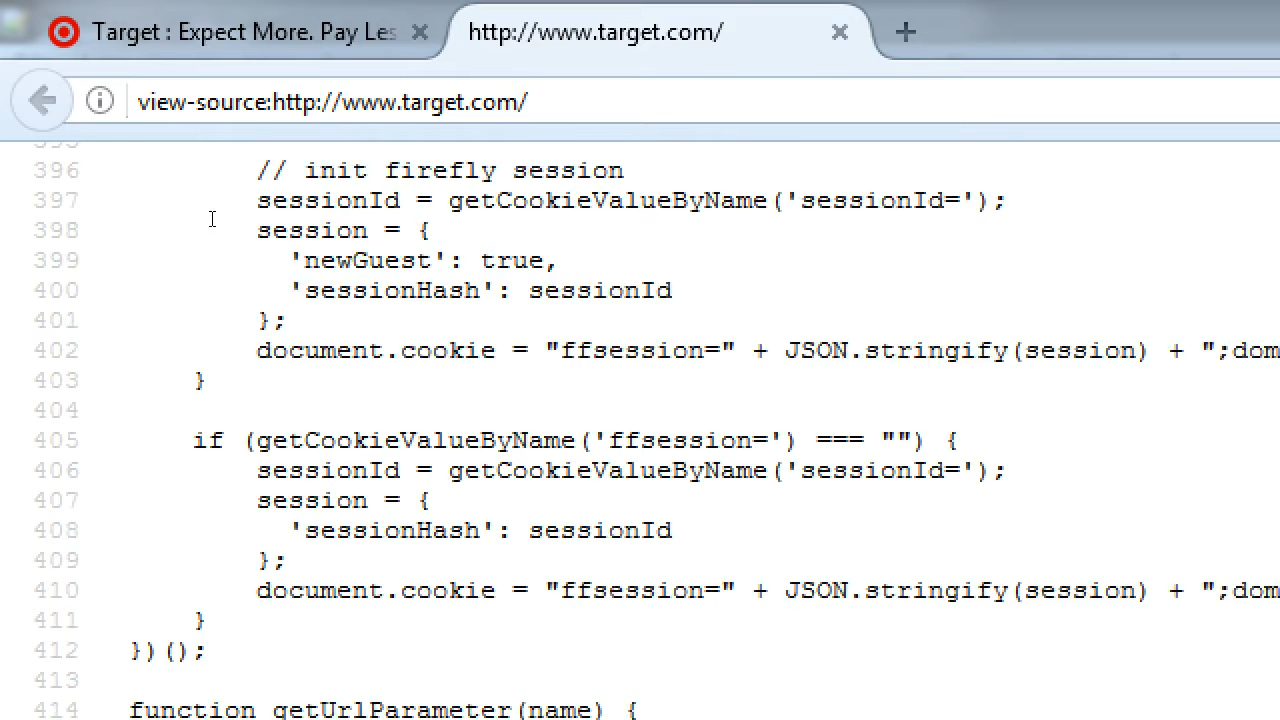 Target : Expect More. Pay Les
http://www.target.com/
view-source:http://www.target.com/
395
396 // init firefly session
397 sessionId = getCookieValueByName('sessionId=');
398 session = {
399 'newGuest': true,
400 'sessionHash': sessionId
401 };
402 document.cookie = "ffsession=" + JSON.stringify(session) + ";dom
403 }
404
405 if (getCookieValueByName('ffsession=') === "") {
406 sessionId = getCookieValueByName('sessionId=');
407 session = {
408 'sessionHash': sessionId
409 };
410 document.cookie = "ffsession=" + JSON.stringify(session) + ";dom
411 }
412 })();
413
414 function getUrlParameter(name) {